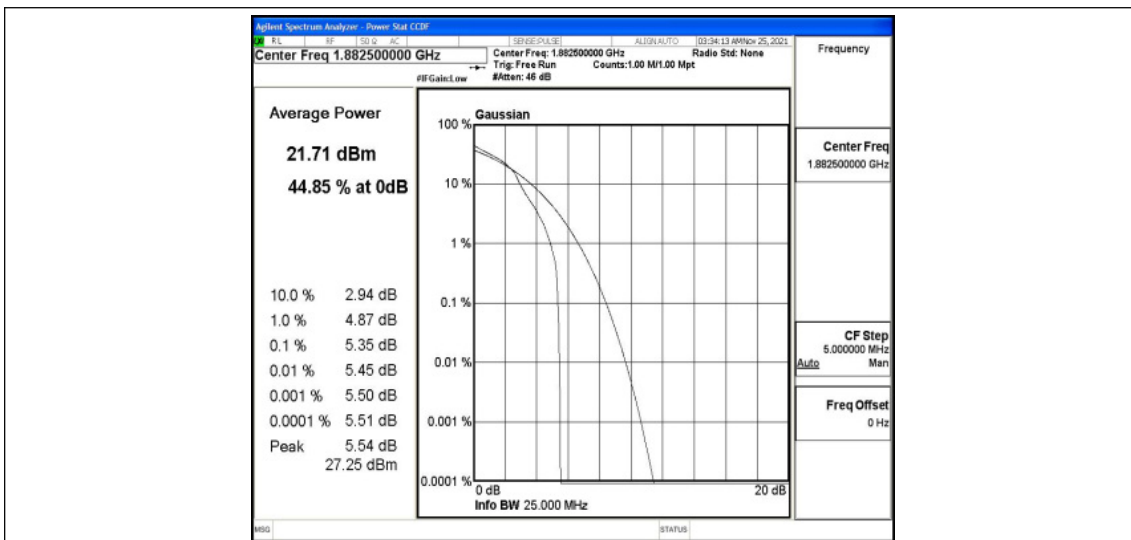 Agilent Spectrum Analyzer - Power Stat CCDF
RL RF 50 Ω AC SENSE:PULSE ALIGN AUTO 03:34:13 AM Nov 25, 2021
Center Freq 1.882500000 GHz
Center Freq: 1.882500000 GHz Radio Std: None
Trig: Free Run Counts:1.00 M/1.00 Mpt
#IFGain:Low #Atten: 46 dB
Average Power
21.71 dBm
44.85 % at 0dB
10.0 % 2.94 dB
1.0 % 4.87 dB
0.1 % 5.35 dB
0.01 % 5.45 dB
0.001 % 5.50 dB
0.0001 % 5.51 dB
Peak 5.54 dB
27.25 dBm
Gaussian
100 %
10 %
1 %
0.1 %
0.01 %
0.001 %
0.0001 %
0 dB 20 dB
Info BW 25.000 MHz
Frequency
Center Freq
1.882500000 GHz
CF Step
5.000000 MHz
Auto Man
Freq Offset
0 Hz
MSG STATUS